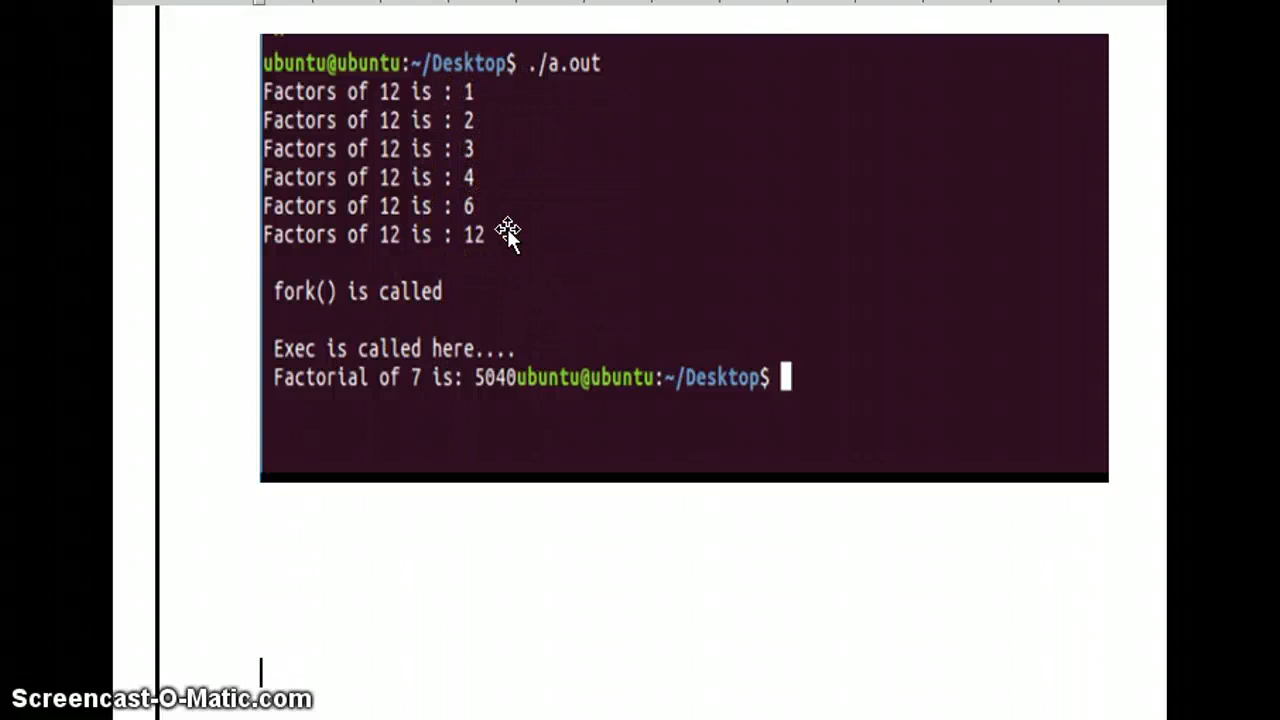 ubuntu@ubuntu:~/Desktop$ ./a.out
Factors of 12 is : 1
Factors of 12 is : 2
Factors of 12 is : 3
Factors of 12 is : 4
Factors of 12 is : 6
Factors of 12 is : 12
fork() is called
Exec is called here....
Factorial of 7 is: 5040ubuntu@ubuntu:~/Desktop$
Screencast-O-Matic.com